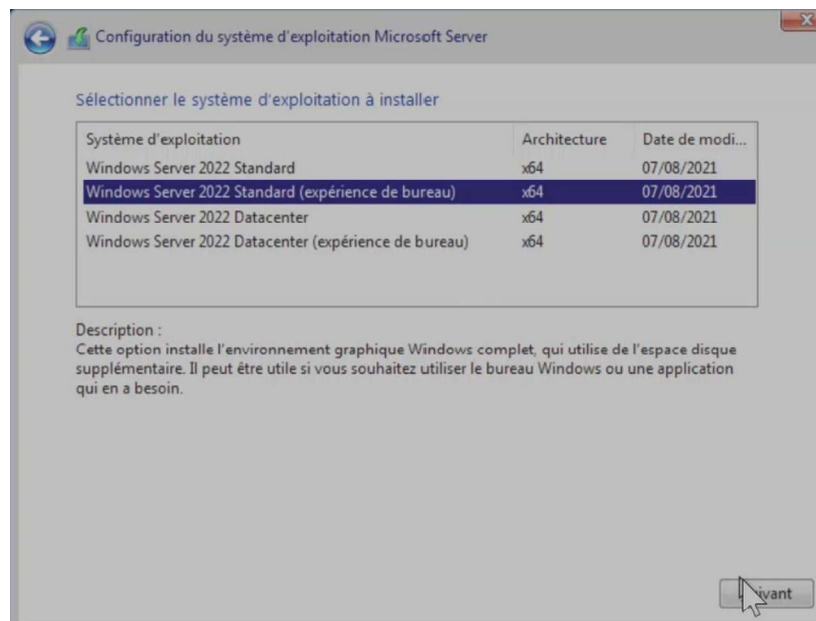 Configuration du système d'exploitation Microsoft Server
Sélectionner le système d'exploitation à installer
Système d'exploitation Architecture Date de modi...
Windows Server 2022 Standard x64 07/08/2021
Windows Server 2022 Standard (expérience de bureau) x64 07/08/2021
Windows Server 2022 Datacenter x64 07/08/2021
Windows Server 2022 Datacenter (expérience de bureau) x64 07/08/2021
Description :
Cette option installe l'environnement graphique Windows complet, qui utilise de l'espace disque
supplémentaire. Il peut être utile si vous souhaitez utiliser le bureau Windows ou une application
qui en a besoin.